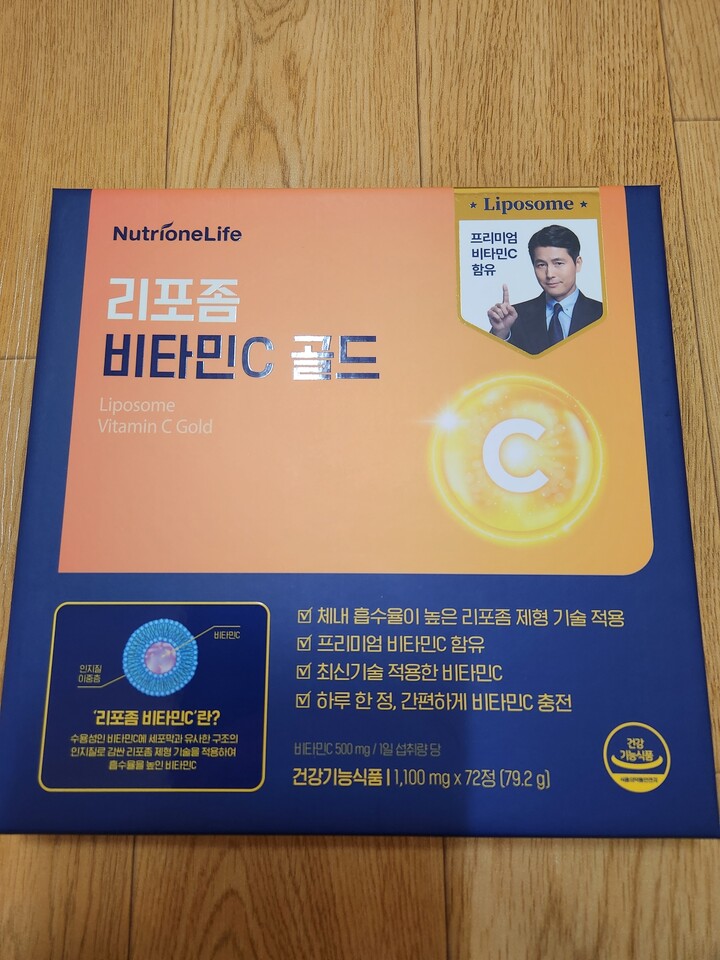 NutrioneLife
★ Liposome ★
프리미엄
비타민C
함유
리포좀
비타민C 골드
Liposome
Vitamin C Gold
C
비타민C
인지질
이중층
'리포좀 비타민C'란?
수용성인 비타민C에 세포막과 유사한 구조의
인지질로 감싼 리포좀 제형 기술을 적용하여
흡수율을 높인 비타민C
☑ 체내 흡수율이 높은 리포좀 제형 기술 적용
☑ 프리미엄 비타민C 함유
☑ 최신기술 적용한 비타민C
☑ 하루 한 정, 간편하게 비타민C 충전
비타민C 500 mg / 1일 섭취량 당
건강기능식품 | 1,100 mg x 72정 (79.2 g)
건강
기능식품
식품의약품안전처